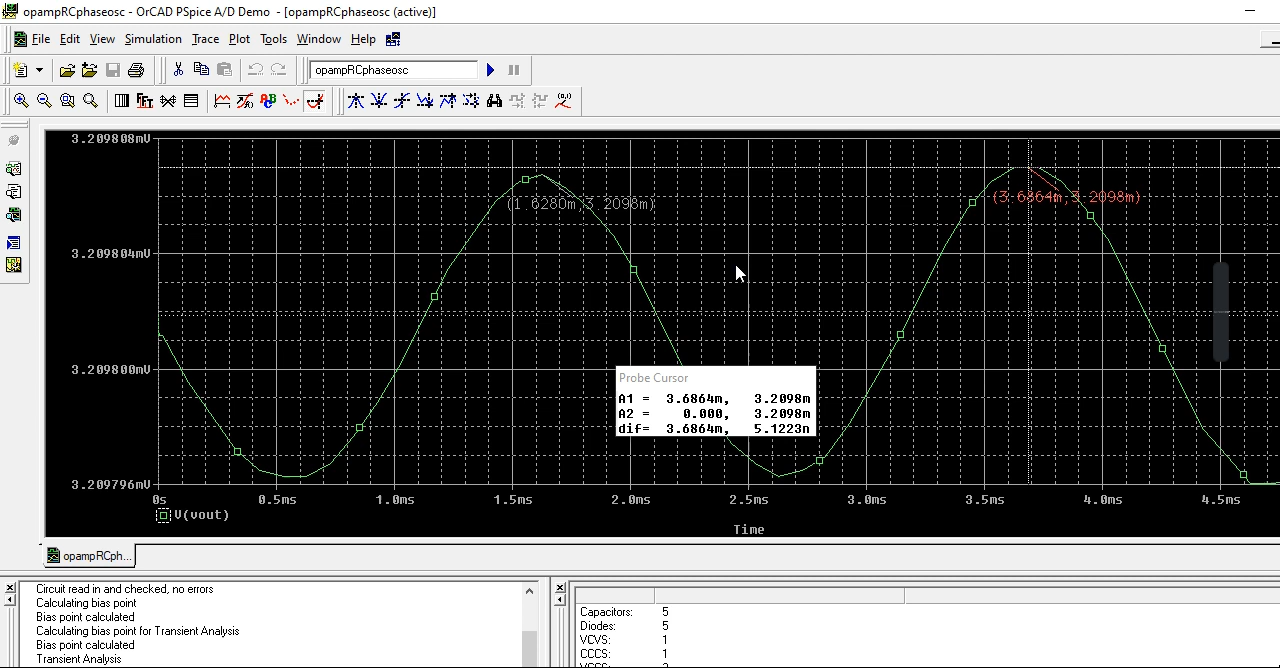 opampRCphaseosc - OrCAD PSpice A/D Demo - [opampRCphaseosc (active)]
File Edit View Simulation Trace Plot Tools Window Help
opampRCphaseosc
3.209808mV
(1.6280m,3.2098m)
(3.6864m,3.2098m)
3.209804mV
3.209800mV
Probe Cursor
A1 = 3.6864m, 3.2098m
A2 = 0.000, 3.2098m
dif= 3.6864m, 5.1223n
3.209796mV
0s 0.5ms 1.0ms 1.5ms 2.0ms 2.5ms 3.0ms 3.5ms 4.0ms 4.5ms
V(vout)
Time
opampRCph...
Circuit read in and checked, no errors
Calculating bias point
Bias point calculated
Calculating bias point for Transient Analysis
Bias point calculated
Transient Analysis
Capacitors: 5
Diodes: 5
VCVS: 1
CCCS: 1